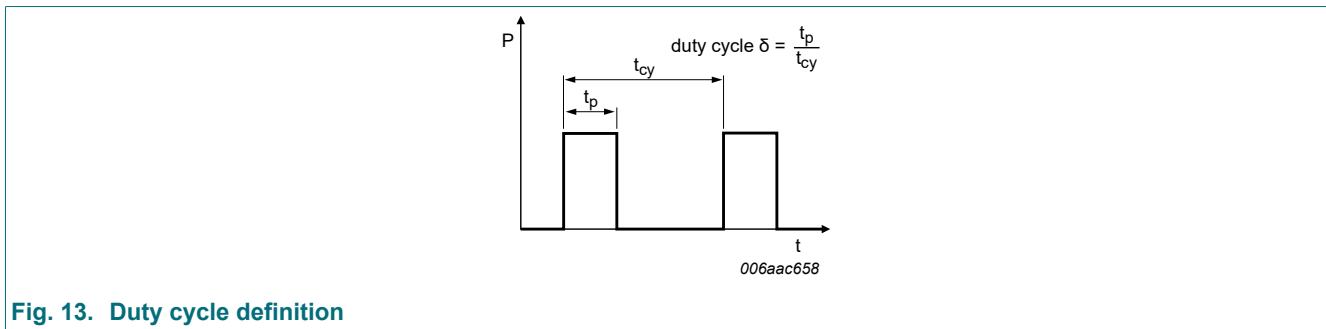 P
duty cycle δ = tp/tcy
tcy
tp
t
006aac658
Fig. 13. Duty cycle definition